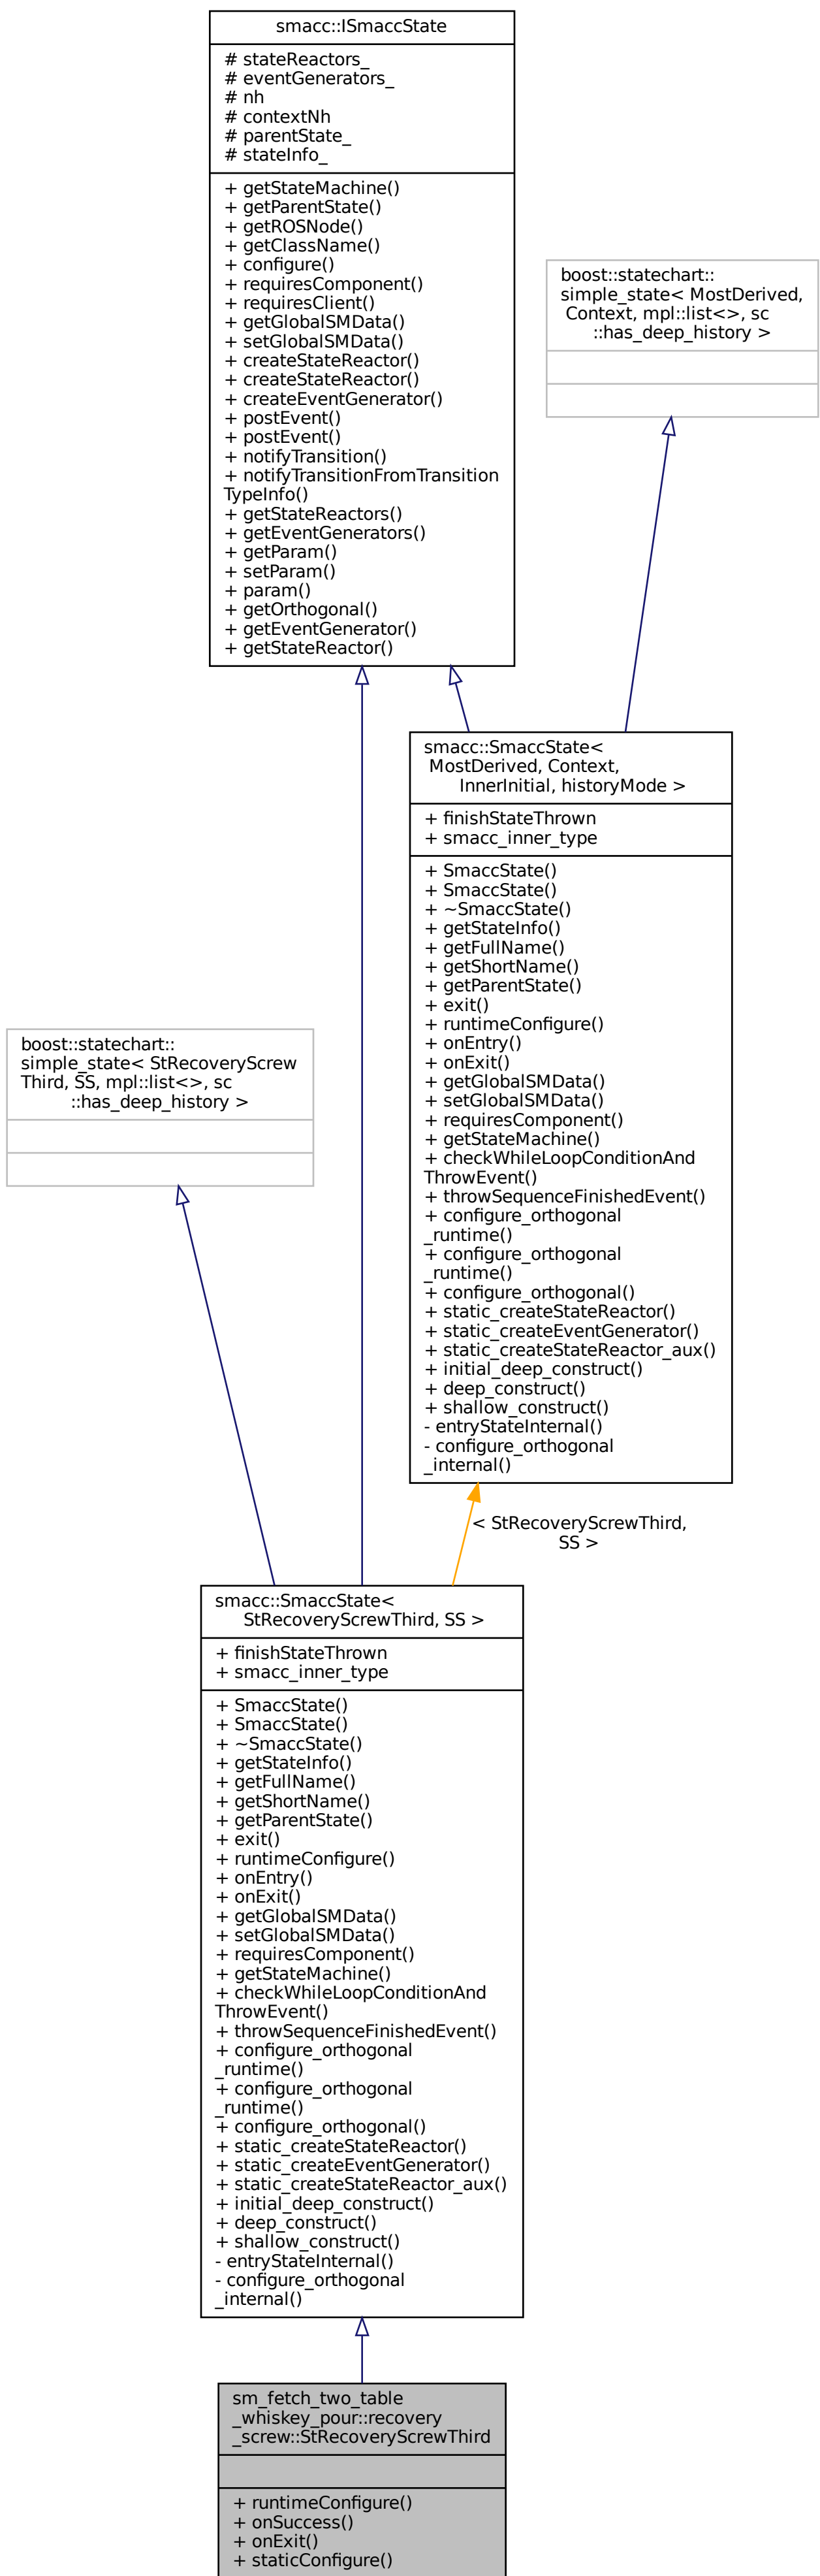 smacc::ISmaccState
# stateReactors_
# eventGenerators_
# nh
# contextNh
# parentState_
# stateInfo_
+ getStateMachine()
+ getParentState()
+ getROSNode()
+ getClassName()
+ configure()
+ requiresComponent()
+ requiresClient()
+ getGlobalSMData()
+ setGlobalSMData()
+ createStateReactor()
+ createStateReactor()
+ createEventGenerator()
+ postEvent()
+ postEvent()
+ notifyTransition()
+ notifyTransitionFromTransition
TypeInfo()
+ getStateReactors()
+ getEventGenerators()
+ getParam()
+ setParam()
+ param()
+ getOrthogonal()
+ getEventGenerator()
+ getStateReactor()
boost::statechart::
simple_state< MostDerived,
Context, mpl::list<>, sc
::has_deep_history >
smacc::SmaccState<
MostDerived, Context,
InnerInitial, historyMode >
+ finishStateThrown
+ smacc_inner_type
+ SmaccState()
+ SmaccState()
+ ~SmaccState()
+ getStateInfo()
+ getFullName()
+ getShortName()
+ getParentState()
+ exit()
+ runtimeConfigure()
+ onEntry()
+ onExit()
+ getGlobalSMData()
+ setGlobalSMData()
+ requiresComponent()
+ getStateMachine()
+ checkWhileLoopConditionAnd
ThrowEvent()
+ throwSequenceFinishedEvent()
+ configure_orthogonal
_runtime()
+ configure_orthogonal
_runtime()
+ configure_orthogonal()
+ static_createStateReactor()
+ static_createEventGenerator()
+ static_createStateReactor_aux()
+ initial_deep_construct()
+ deep_construct()
+ shallow_construct()
- entryStateInternal()
- configure_orthogonal
_internal()
boost::statechart::
simple_state< StRecoveryScrew
Third, SS, mpl::list<>, sc
::has_deep_history >
< StRecoveryScrewThird,
SS >
smacc::SmaccState<
StRecoveryScrewThird, SS >
+ finishStateThrown
+ smacc_inner_type
+ SmaccState()
+ SmaccState()
+ ~SmaccState()
+ getStateInfo()
+ getFullName()
+ getShortName()
+ getParentState()
+ exit()
+ runtimeConfigure()
+ onEntry()
+ onExit()
+ getGlobalSMData()
+ setGlobalSMData()
+ requiresComponent()
+ getStateMachine()
+ checkWhileLoopConditionAnd
ThrowEvent()
+ throwSequenceFinishedEvent()
+ configure_orthogonal
_runtime()
+ configure_orthogonal
_runtime()
+ configure_orthogonal()
+ static_createStateReactor()
+ static_createEventGenerator()
+ static_createStateReactor_aux()
+ initial_deep_construct()
+ deep_construct()
+ shallow_construct()
- entryStateInternal()
- configure_orthogonal
_internal()
sm_fetch_two_table
_whiskey_pour::recovery
_screw::StRecoveryScrewThird
+ runtimeConfigure()
+ onSuccess()
+ onExit()
+ staticConfigure()